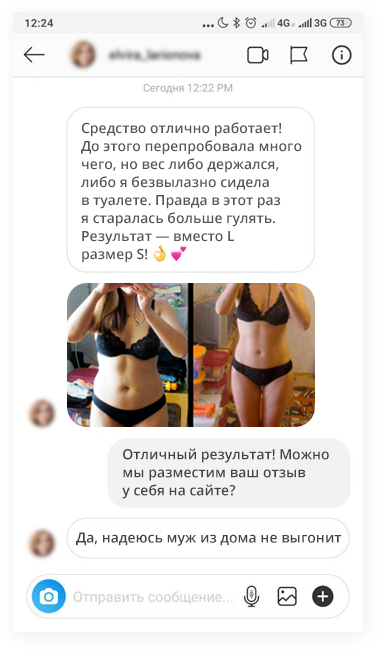 12:24
4G 3G 73
Сегодня 12:22 PM
Средство отлично работает!
До этого перепробовала много
чего, но вес либо держался,
либо я безвылазно сидела
в туалете. Правда в этот раз
я старалась больше гулять.
Результат — вместо L
размер S! 👌 💕
Отличный результат! Можно
мы разместим ваш отзыв
у себя на сайте?
Да, надеюсь муж из дома не выгонит
Отправить сообщение...